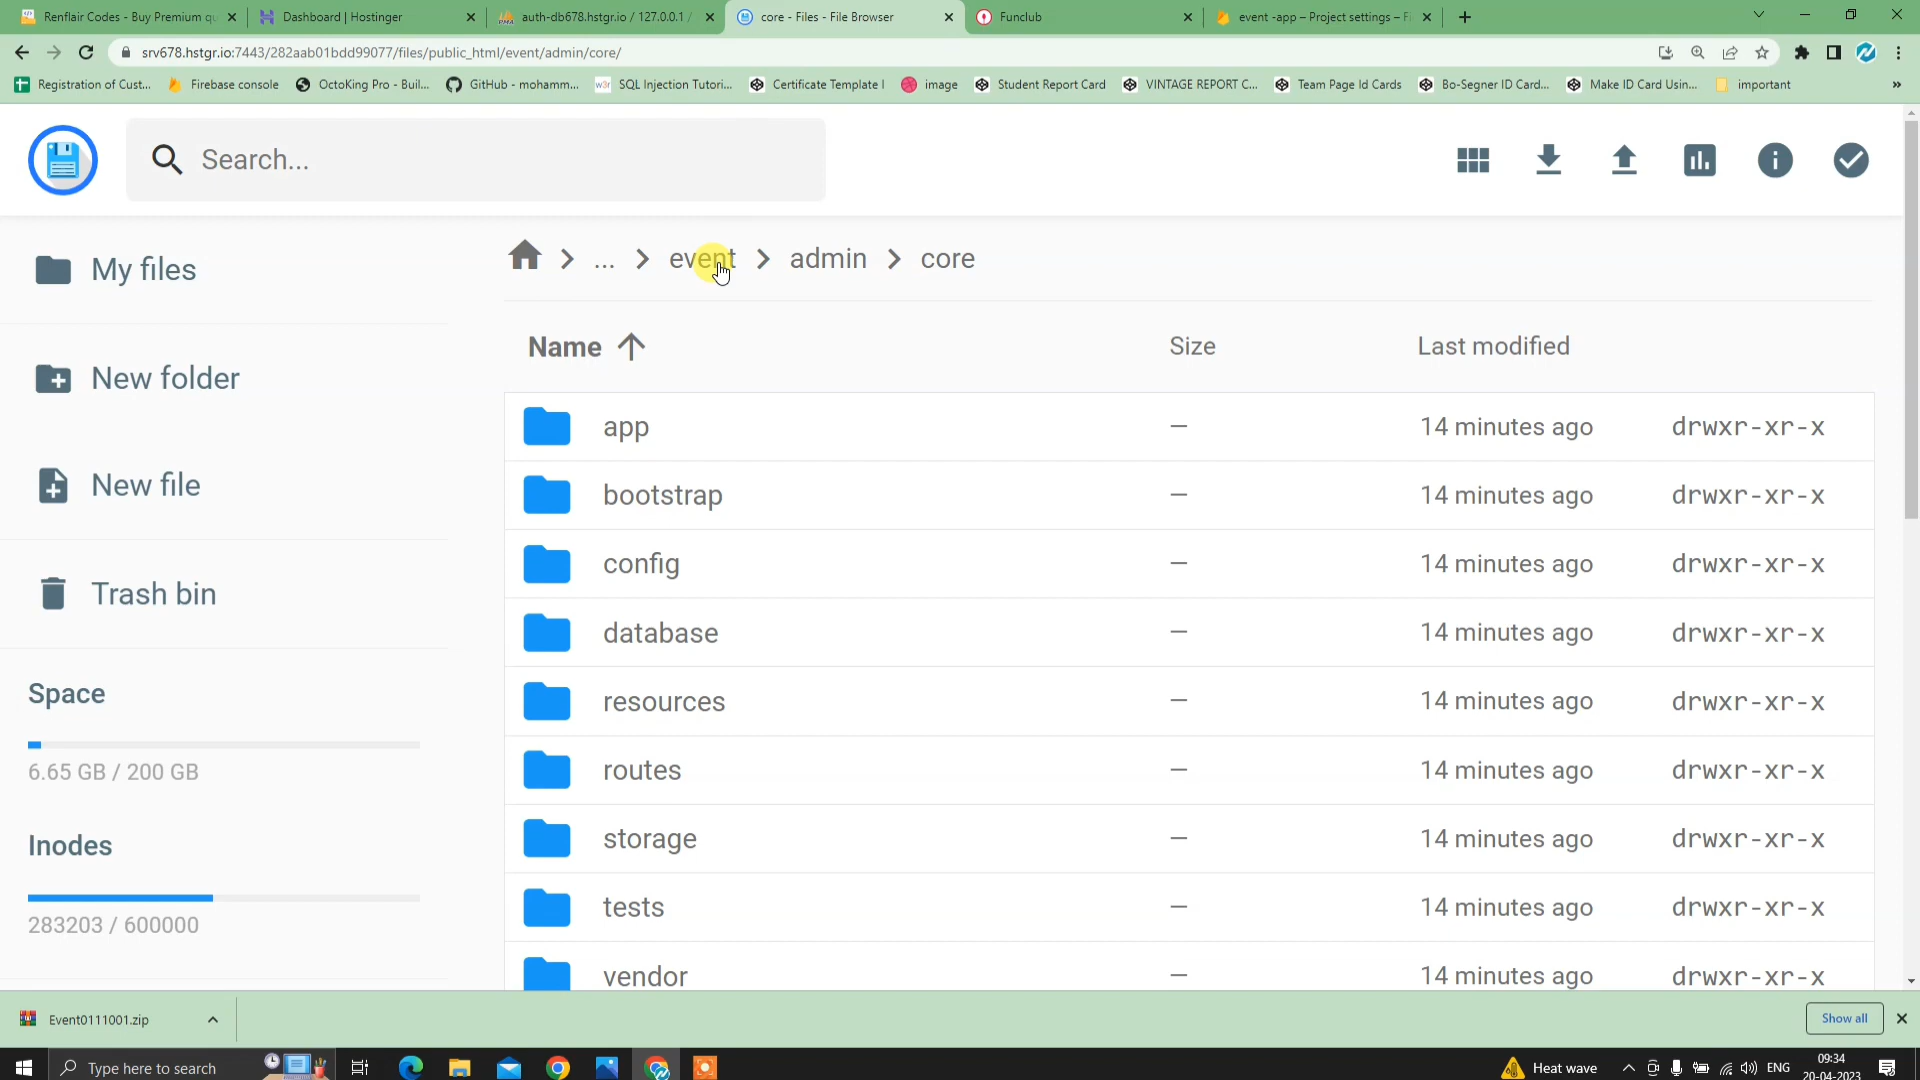 Renflair Codes - Buy Premium qu
Dashboard | Hostinger
auth-db678.hstgr.io / 127.0.0.1 /
core - Files - File Browser
Funclub
event -app – Project settings – Fi
srv678.hstgr.io:7443/282aab01bdd99077/files/public_html/event/admin/core/
Registration of Cust...
Firebase console
OctoKing Pro - Buil...
GitHub - mohamm...
SQL Injection Tutori...
Certificate Template I
image
Student Report Card
VINTAGE REPORT C...
Team Page Id Cards
Bo-Segner ID Card...
Make ID Card Usin...
important
»
Search...
My files
... > event > admin > core
Name
Size
Last modified
New folder
app — 14 minutes ago drwxr-xr-x
New file
bootstrap — 14 minutes ago drwxr-xr-x
config — 14 minutes ago drwxr-xr-x
Trash bin
database — 14 minutes ago drwxr-xr-x
Space
resources — 14 minutes ago drwxr-xr-x
6.65 GB / 200 GB
routes — 14 minutes ago drwxr-xr-x
Inodes
storage — 14 minutes ago drwxr-xr-x
283203 / 600000
tests — 14 minutes ago drwxr-xr-x
vendor — 14 minutes ago drwxr-xr-x
Event0111001.zip
Show all
Type here to search
Heat wave
ENG
09:34
20-04-2023